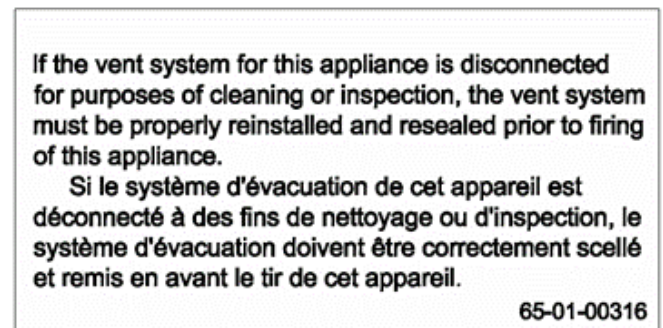 If the vent system for this appliance is disconnected
for purposes of cleaning or inspection, the vent system
must be properly reinstalled and resealed prior to firing
of this appliance.
Si le système d'évacuation de cet appareil est
déconnecté à des fins de nettoyage ou d'inspection, le
système d'évacuation doivent être correctement scellé
et remis en avant le tir de cet appareil.
65-01-00316